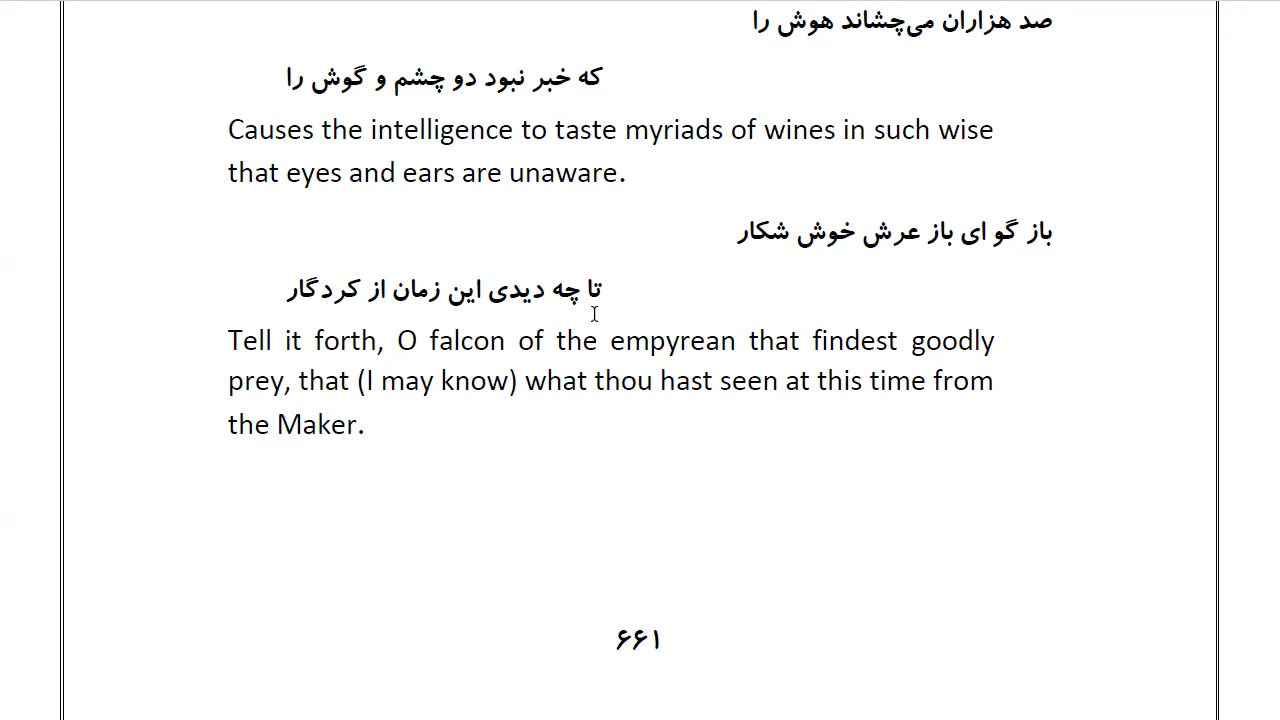 صد هزاران می‌چشاند هوش را
که خبر نبود دو چشم و گوش را
Causes the intelligence to taste myriads of wines in such wise
that eyes and ears are unaware.
باز گو ای باز عرش خوش شکار
تا چه دیدی این زمان از کردگار
Tell it forth, O falcon of the empyrean that findest goodly
prey, that (I may know) what thou hast seen at this time from
the Maker.
۶۶۱